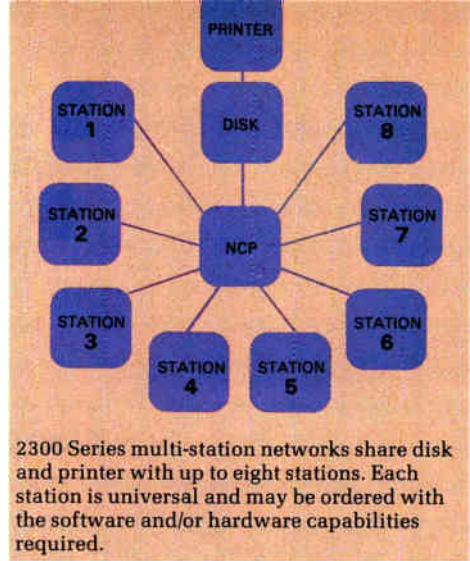 PRINTER
DISK
STATION
1
STATION
8
STATION
2
NCP
STATION
7
STATION
3
STATION
6
STATION
4
STATION
5
2300 Series multi-station networks share disk
and printer with up to eight stations. Each
station is universal and may be ordered with
the software and/or hardware capabilities
required.